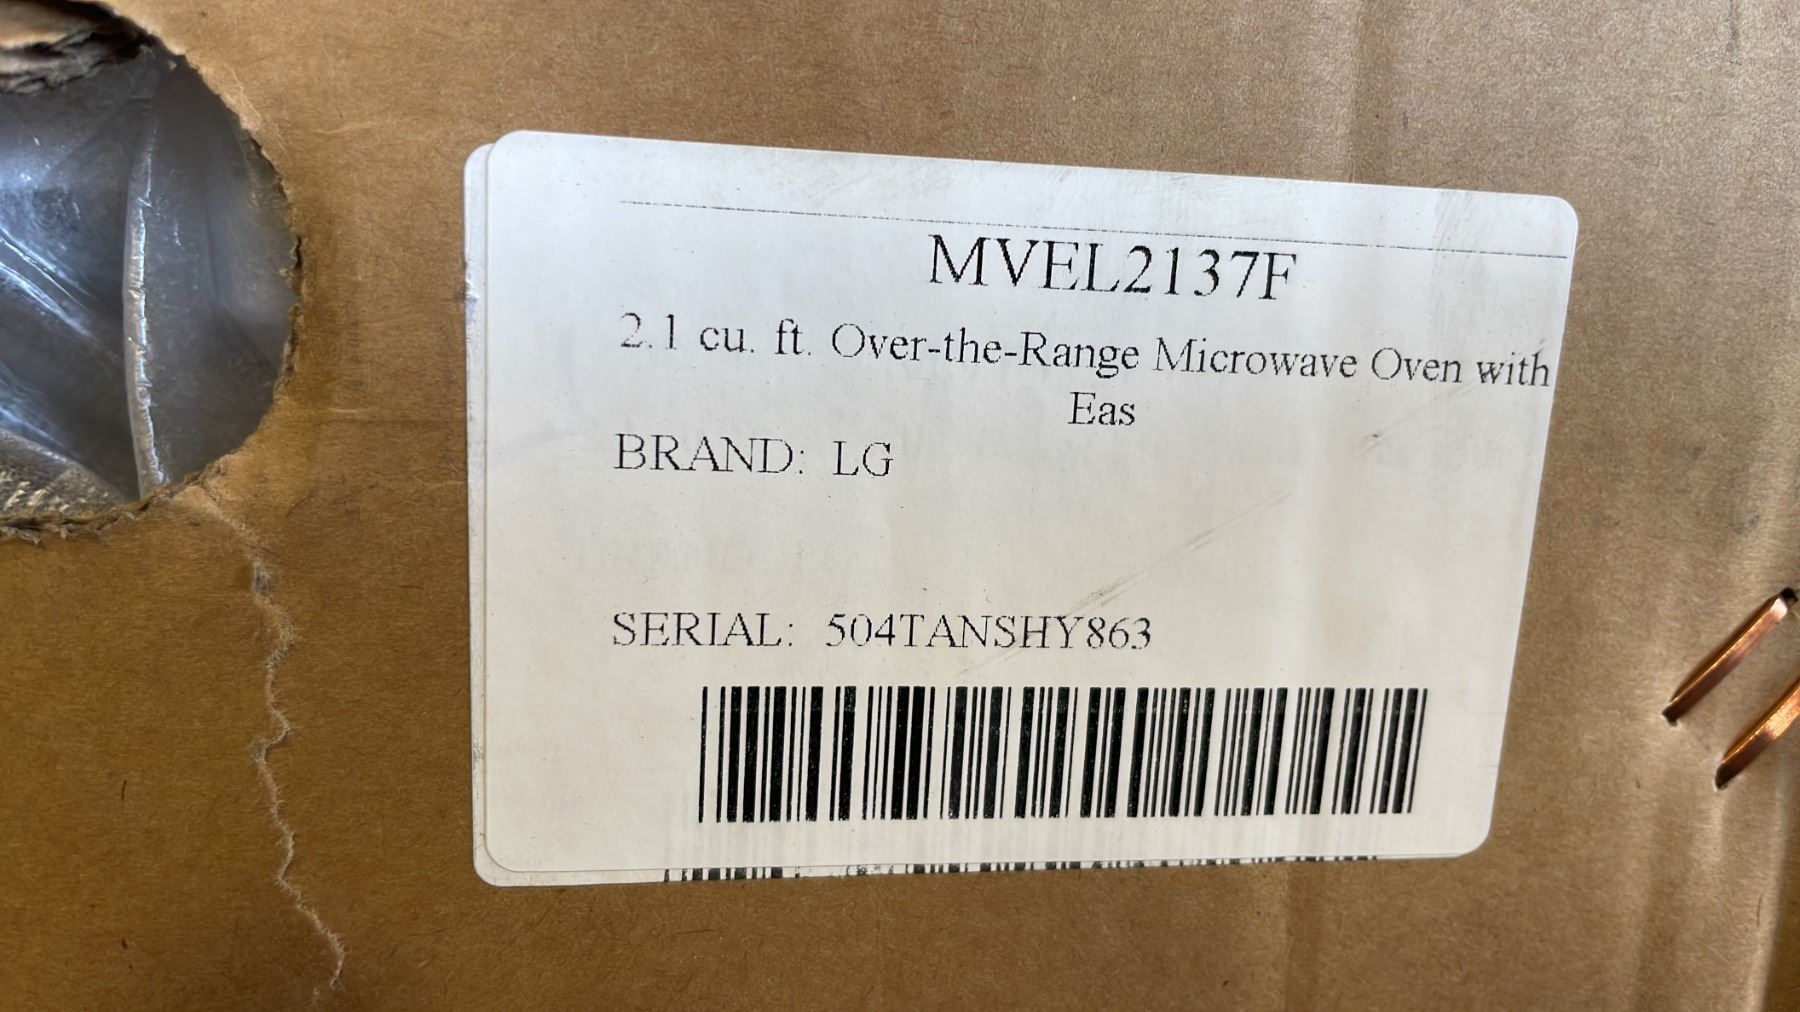 MVEL2137F
2.1 cu. ft. Over-the-Range Microwave Oven with
Eas
BRAND: LG
SERIAL: 504TANSHY863